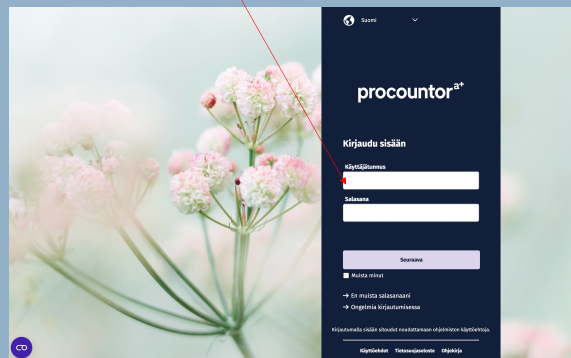 Suomi
procountor a+
Kirjaudu sisään
Käyttäjätunnus
Salasana
Seuraava
Muista minut
→ En muista salasanaani
→ Ongelmia kirjautumisessa
Kirjautumalla sisään sitoudut noudattamaan ohjelmiston käyttöehtoja.
Käyttöehdot Tietosuojaseloste Ohjekirja